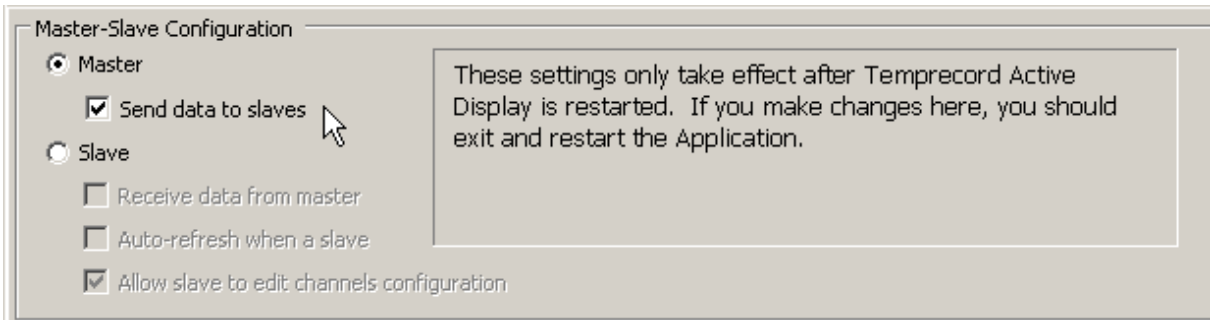 Master-Slave Configuration
Master
Send data to slaves
Slave
Receive data from master
Auto-refresh when a slave
Allow slave to edit channels configuration
These settings only take effect after Temprecord Active
Display is restarted.  If you make changes here, you should
exit and restart the Application.